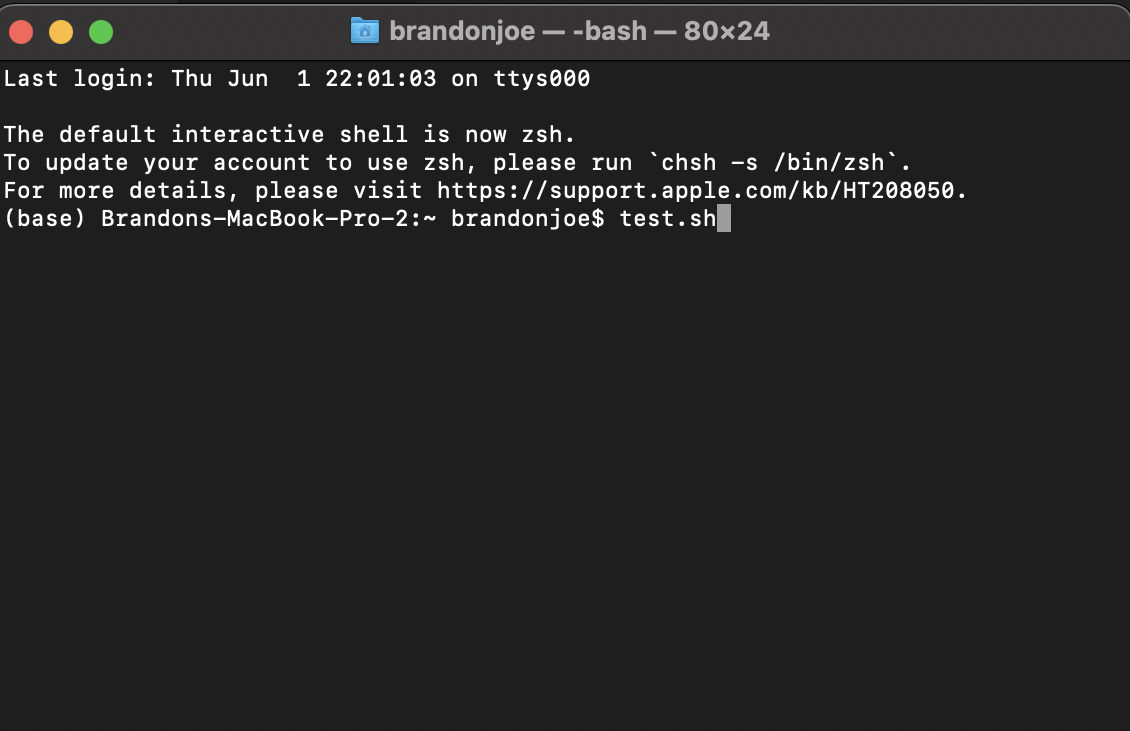 brandonjoe — -bash — 80×24
Last login: Thu Jun  1 22:01:03 on ttys000
The default interactive shell is now zsh.
To update your account to use zsh, please run `chsh -s /bin/zsh`.
For more details, please visit https://support.apple.com/kb/HT208050.
(base) Brandons-MacBook-Pro-2:~ brandonjoe$ test.sh